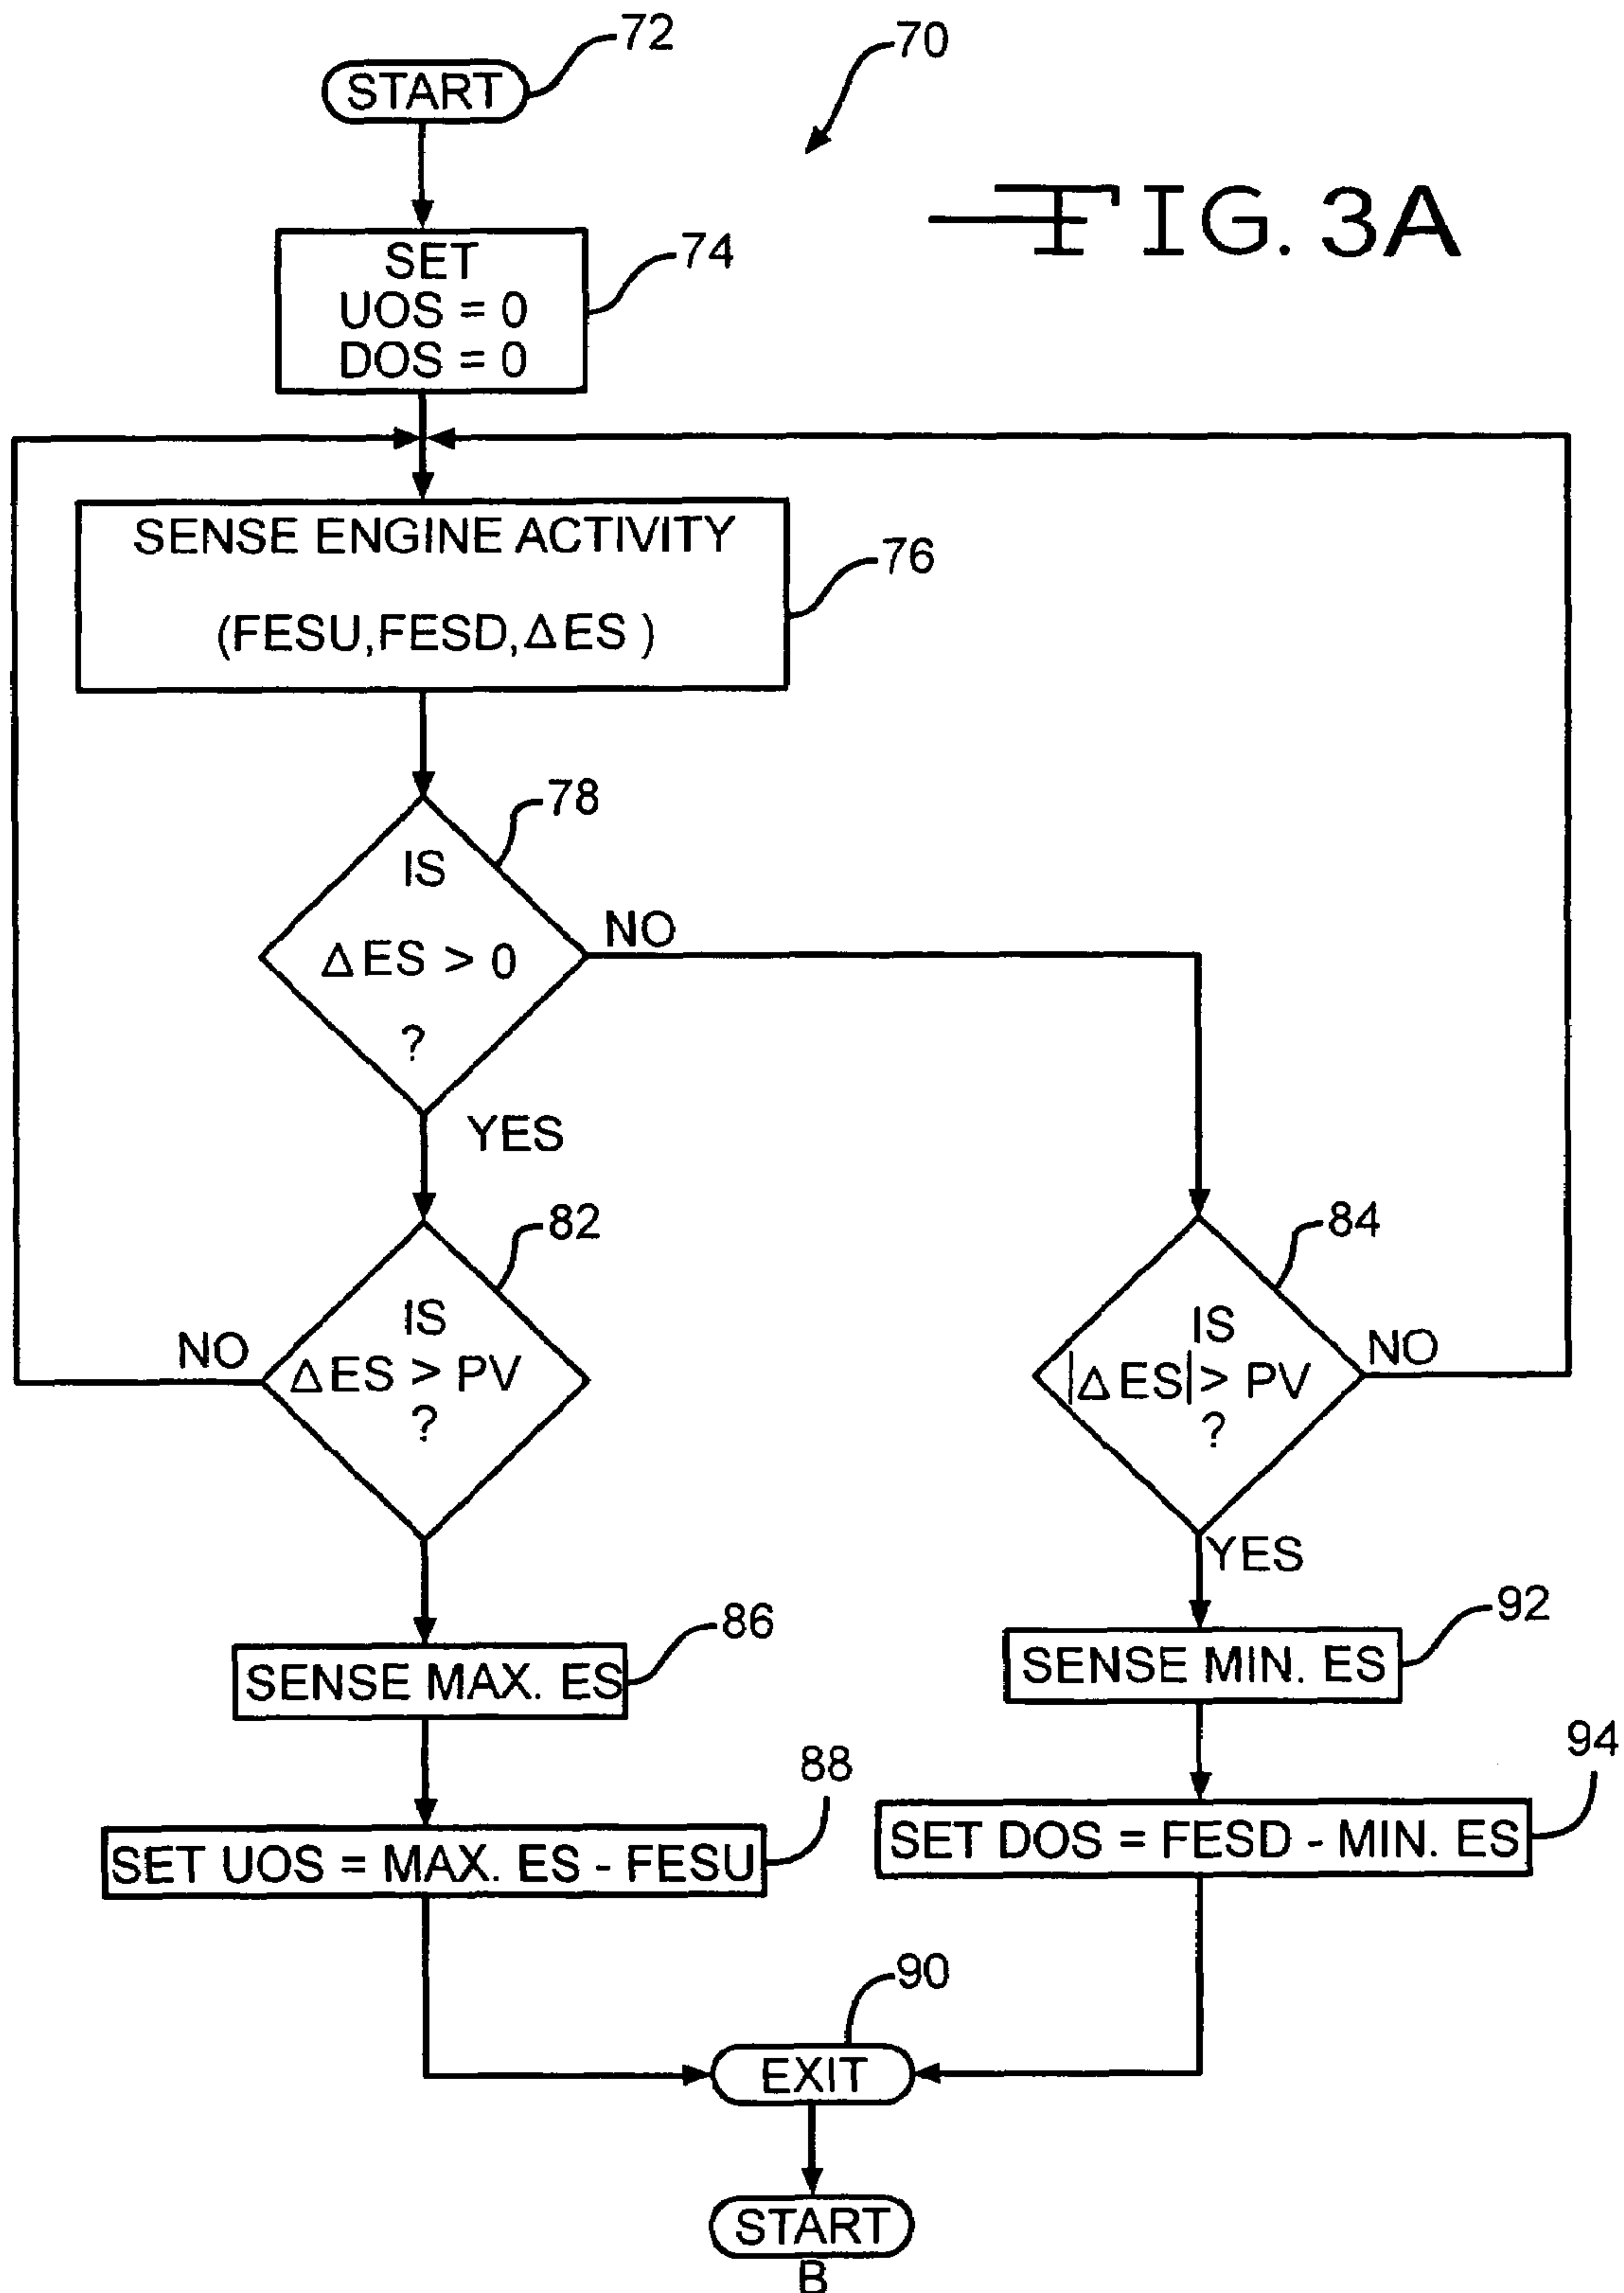 72
START
70
FIG. 3A
74
SET
UOS = 0
DOS = 0
SENSE ENGINE ACTIVITY
76
(FESU,FESD,ΔES )
78
IS
NO
ΔES > 0
?
YES
82
84
IS
NO
ΔES > PV
?
IS
NO
|ΔES|> PV
?
YES
86
SENSE MAX. ES
92
SENSE MIN. ES
88
SET UOS = MAX. ES - FESU
94
SET DOS = FESD - MIN. ES
90
EXIT
START
B